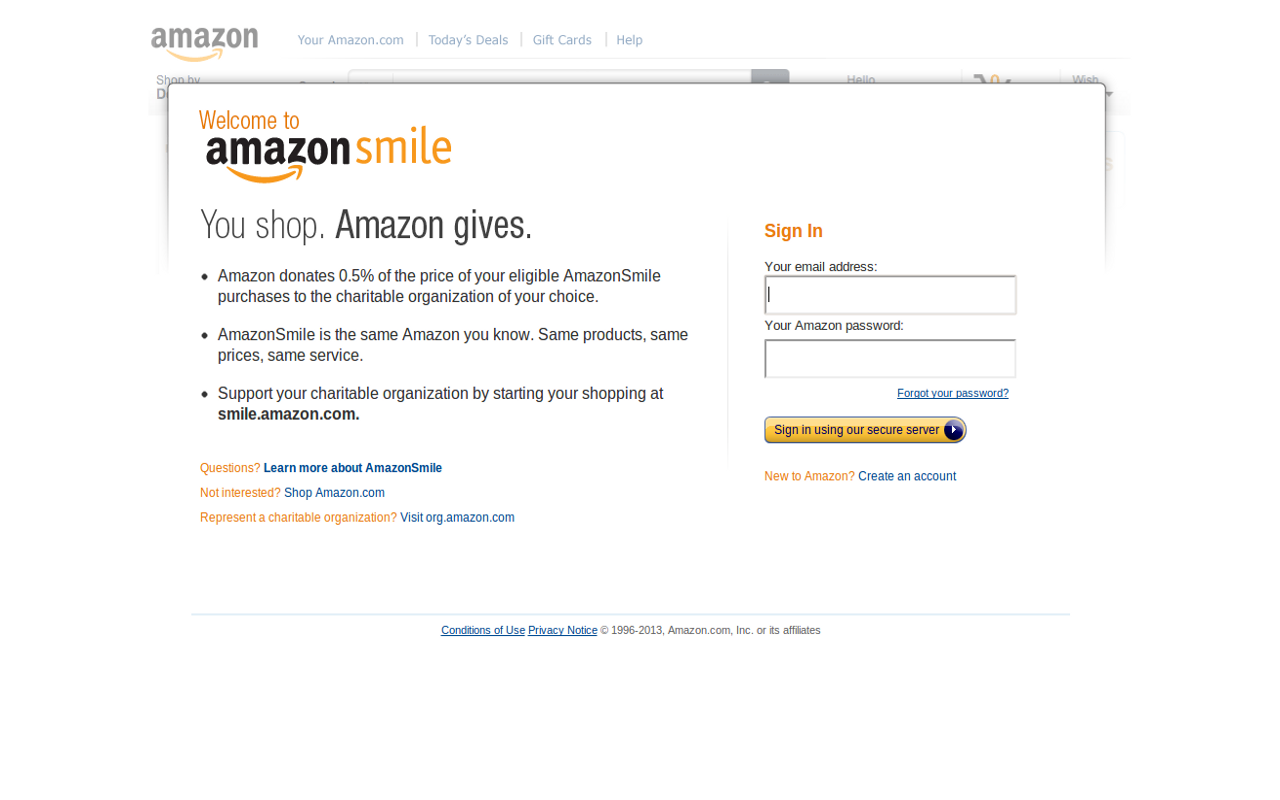 amazon
Your Amazon.com Today's Deals Gift Cards Help
Shop by
Hello
0
Wish
Welcome to
amazonsmile
You shop. Amazon gives.
Amazon donates 0.5% of the price of your eligible AmazonSmile
purchases to the charitable organization of your choice.
AmazonSmile is the same Amazon you know. Same products, same
prices, same service.
Support your charitable organization by starting your shopping at
smile.amazon.com.
Questions? Learn more about AmazonSmile
Not interested? Shop Amazon.com
Represent a charitable organization? Visit org.amazon.com
Sign In
Your email address:
Your Amazon password:
Forgot your password?
Sign in using our secure server
New to Amazon? Create an account
Conditions of Use Privacy Notice © 1996-2013, Amazon.com, Inc. or its affiliates